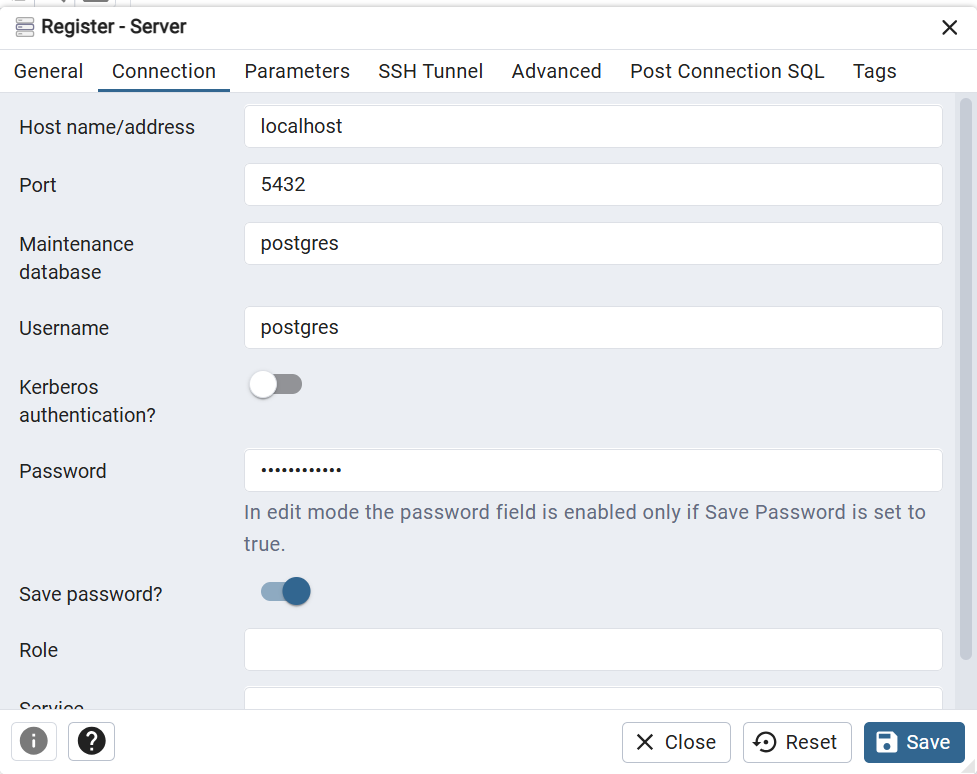 Register - Server
General Connection Parameters SSH Tunnel Advanced Post Connection SQL Tags
Host name/address localhost
Port 5432
Maintenance
database
postgres
Username postgres
Kerberos
authentication?
Password ••••••••••••
In edit mode the password field is enabled only if Save Password is set to
true.
Save password?
Role
Service
Close Reset Save